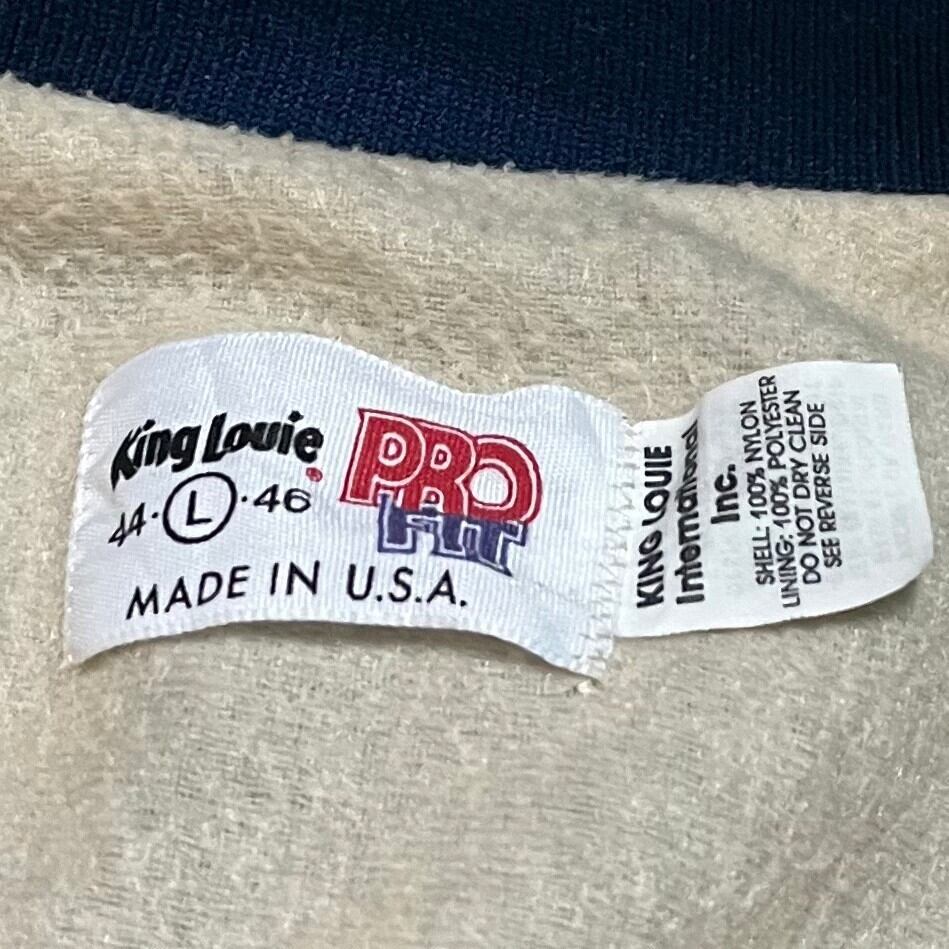 King Louie
PRO
FIT
44·L·46
MADE IN U.S.A.
KING LOUIE
International
Inc.
SHELL: 100% NYLON
LINING: 100% POLYESTER
DO NOT DRY CLEAN
SEE REVERSE SIDE